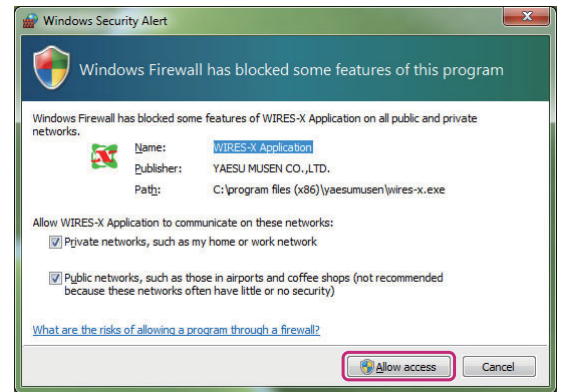 Windows Security Alert
Windows Firewall has blocked some features of this program
Windows Firewall has blocked some features of WIRES-X Application on all public and private
networks.
Name: WIRES-X Application
Publisher: YAESU MUSEN CO.,LTD.
Path: C:\program files (x86)\yaesumusen\wires-x.exe
Allow WIRES-X Application to communicate on these networks:
Private networks, such as my home or work network
Public networks, such as those in airports and coffee shops (not recommended
because these networks often have little or no security)
What are the risks of allowing a program through a firewall?
Allow access Cancel